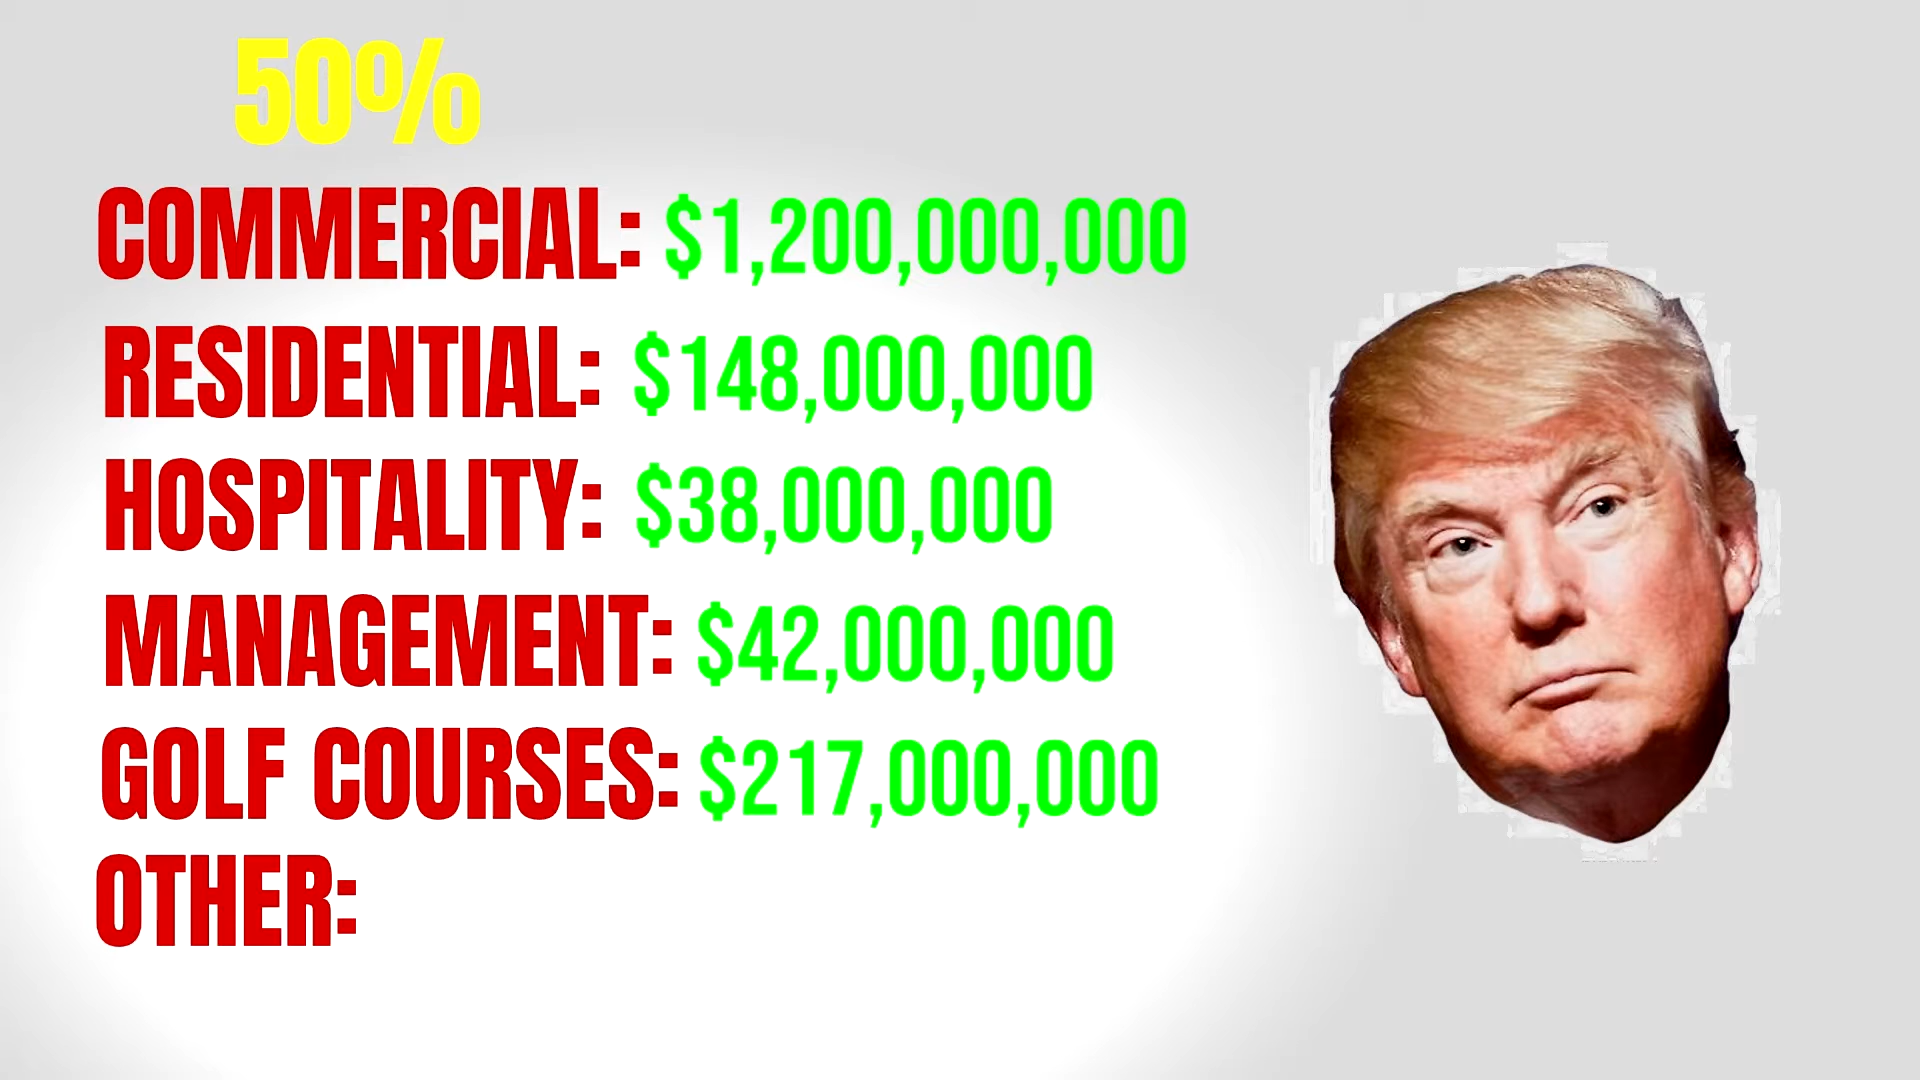 50%
COMMERCIAL: $1,200,000,000
RESIDENTIAL: $148,000,000
HOSPITALITY: $38,000,000
MANAGEMENT: $42,000,000
GOLF COURSES: $217,000,000
OTHER: